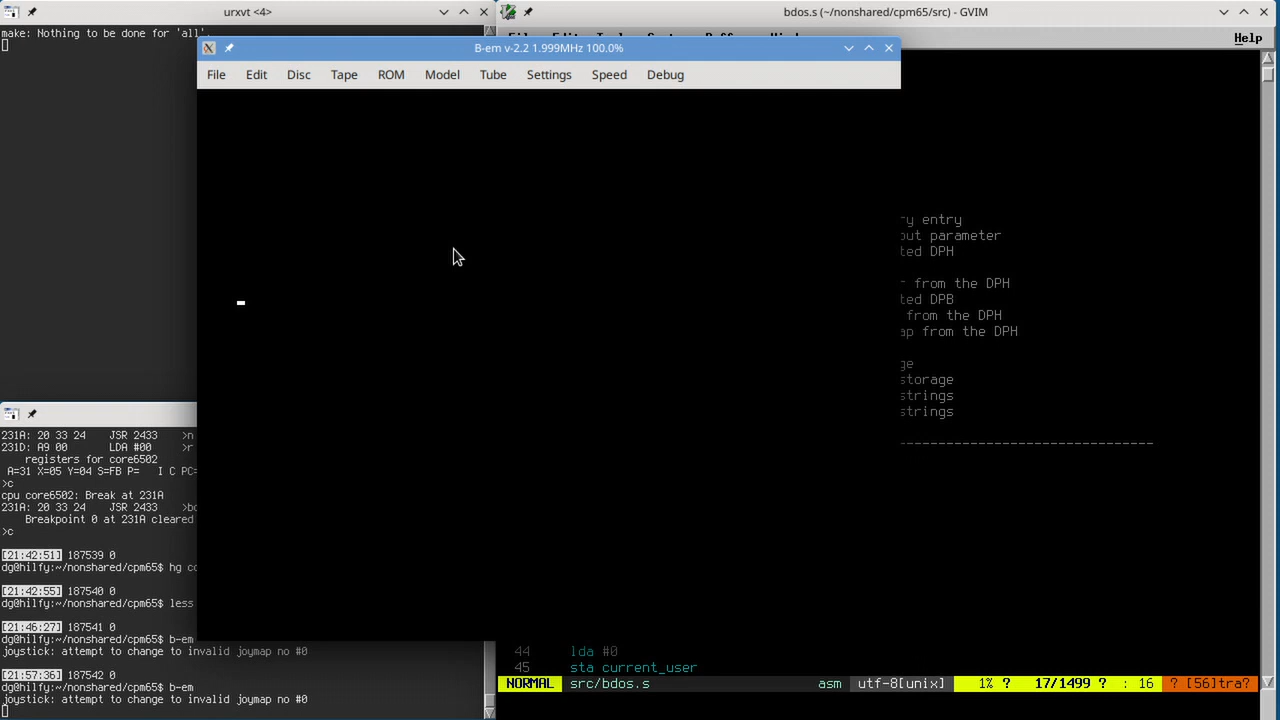 urxvt <4>
make: Nothing to be done for 'all'.
bdos.s (~/nonshared/cpm65/src) - GVIM
Help
B-em v-2.2 1.999MHz 100.0%
File Edit Disc Tape ROM Model Tube Settings Speed Debug
ry entry
out parameter
ted DPH
r from the DPH
ted DPB
from the DPH
ap from the DPH
ge
storage
strings
strings
------------------------------
44 lda #0
45 sta current_user
NORMAL src/bdos.s asm utf-8[unix] 1% ? 17/1499 ? : 16 ? [56]tra?
231A: 20 33 24 JSR 2433 >n
231D: A9 00 LDA #00 >r
registers for core6502
A=31 X=05 Y=04 S=FB P= I C PC=
>c
cpu core6502: Break at 231A
231A: 20 33 24 JSR 2433 >bc
Breakpoint 0 at 231A cleared
>c
[21:42:51] 187539 0
dg@hilfy:~/nonshared/cpm65$ hg co
[21:42:55] 187540 0
dg@hilfy:~/nonshared/cpm65$ less
[21:46:27] 187541 0
dg@hilfy:~/nonshared/cpm65$ b-em
joystick: attempt to change to invalid joymap no #0
[21:57:36] 187542 0
dg@hilfy:~/nonshared/cpm65$ b-em
joystick: attempt to change to invalid joymap no #0